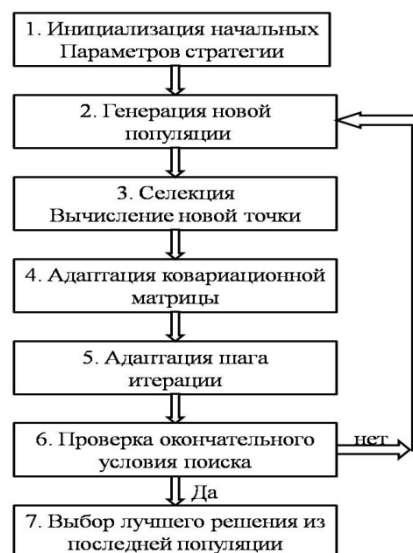 1. Инициализация начальных
Параметров стратегии
2. Генерация новой
популяции
3. Селекция
Вычисление новой точки
4. Адаптация ковариационной
матрицы
5. Адаптация шага
итерации
6. Проверка окончательного
условия поиска
нет
Да
7. Выбор лучшего решения из
последней популяции